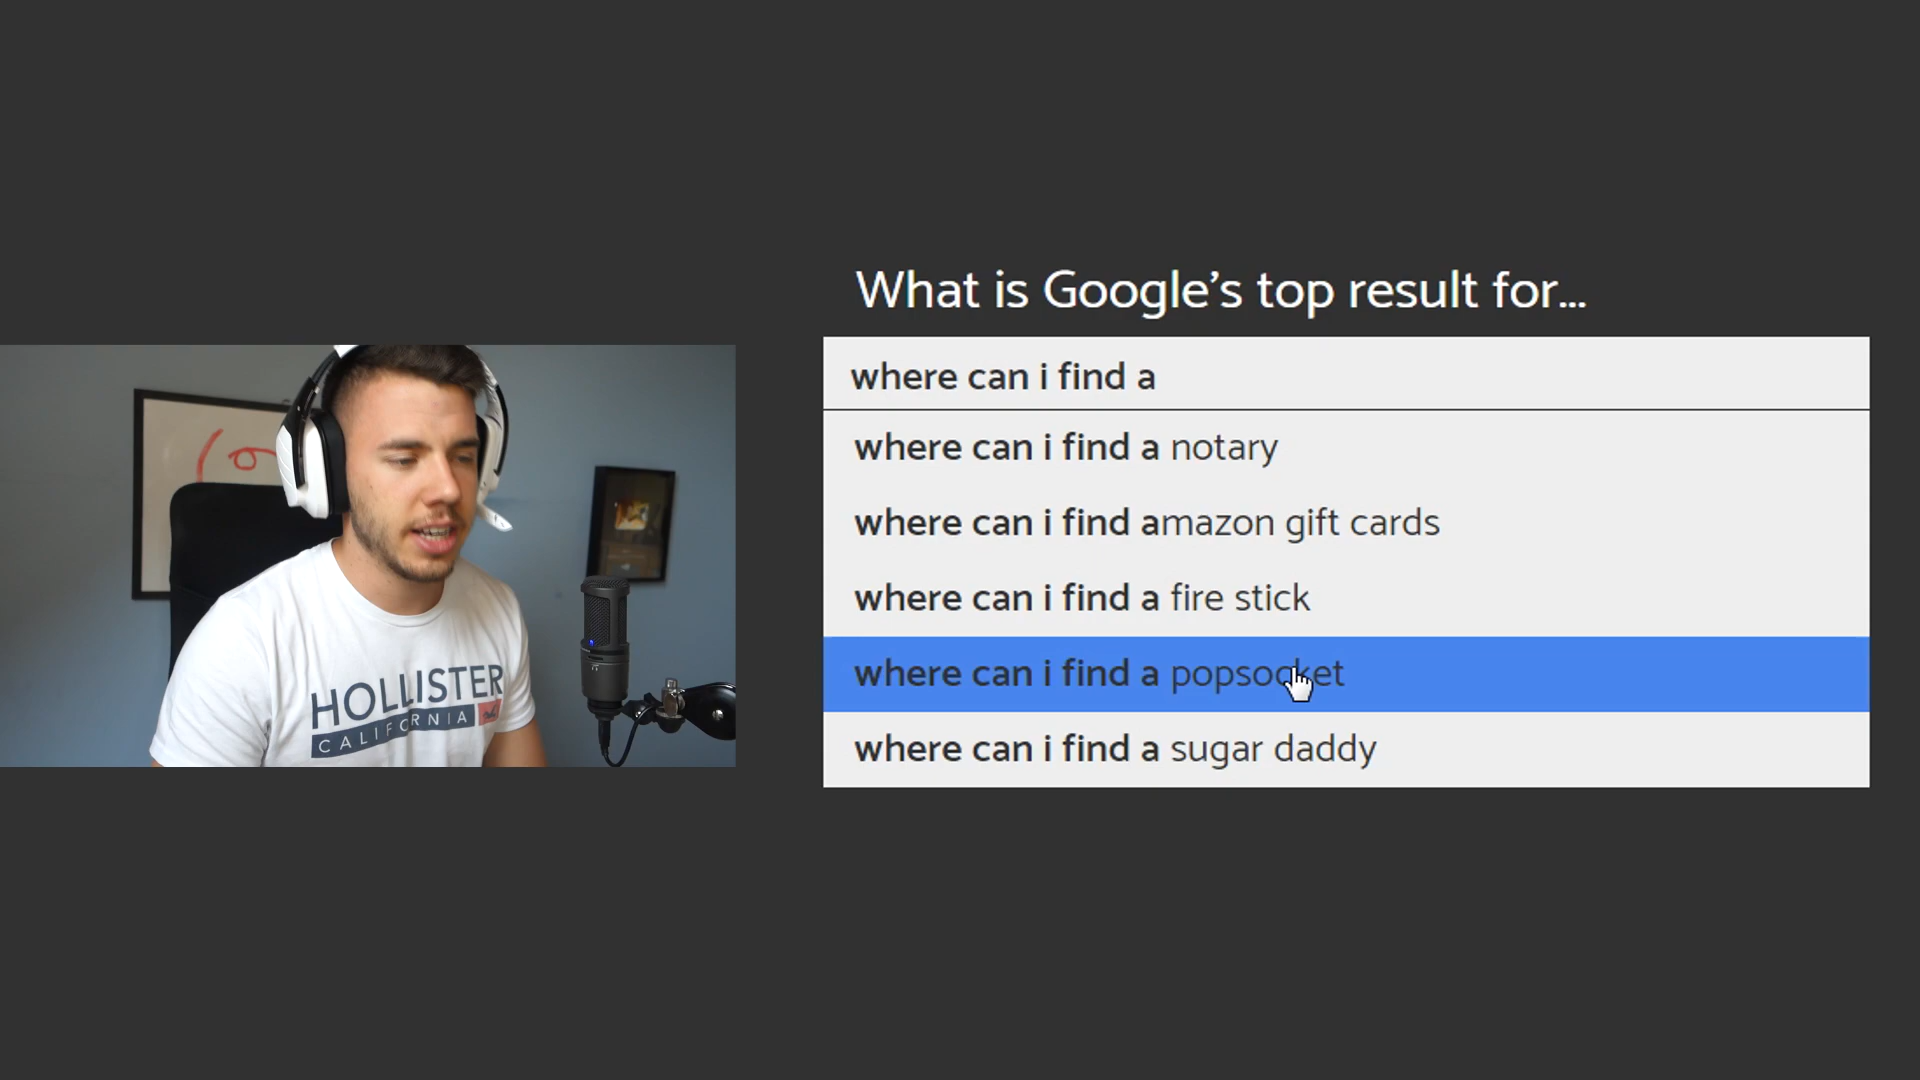 What is Google's top result for...
where can i find a
where can i find a notary
where can i find amazon gift cards
where can i find a fire stick
where can i find a popsocket
where can i find a sugar daddy
HOLLISTER
CALIFORNIA